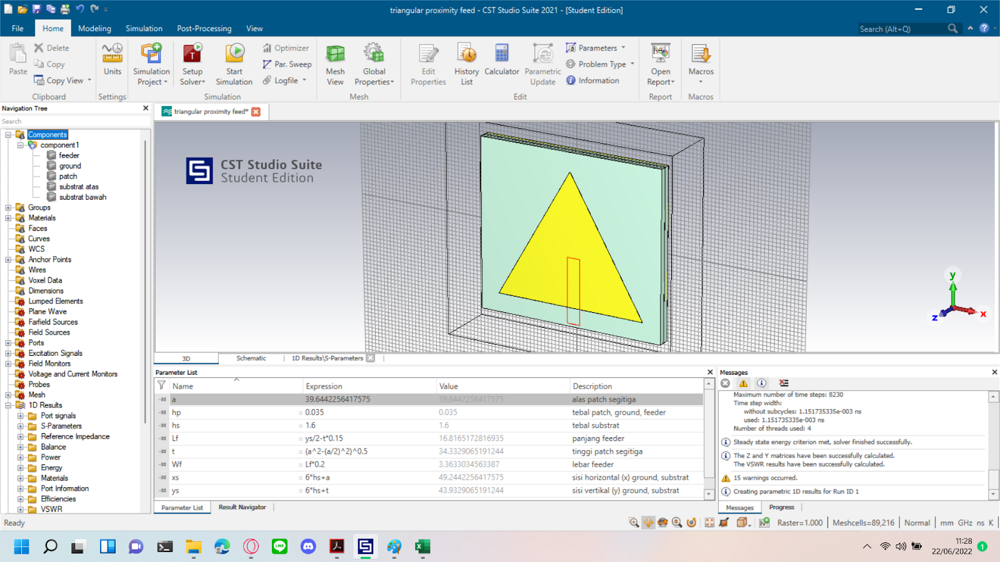 triangular proximity feed - CST Studio Suite 2021 - [Student Edition]
File Home Modeling Simulation Post-Processing View
Search (Alt+Q)
Paste
Delete
Copy
Copy View
Clipboard
Units
Settings
Simulation Project
Setup Solver
Start Simulation
Optimizer
Par. Sweep
Logfile
Simulation
Mesh View
Global Properties
Mesh
Edit Properties
History List
Calculator
Parametric Update
Parameters
Problem Type
Information
Edit
Open Report
Report
Macros
Macros
Navigation Tree
Search
Components
component1
feeder
ground
patch
substrat atas
substrat bawah
Groups
Materials
Faces
Curves
WCS
Anchor Points
Wires
Voxel Data
Dimensions
Lumped Elements
Plane Wave
Farfield Sources
Field Sources
Ports
Excitation Signals
Field Monitors
Voltage and Current Monitors
Probes
Mesh
1D Results
Port signals
S-Parameters
Reference Impedance
Balance
Power
Energy
Materials
Port Information
Efficiencies
VSWR
triangular proximity feed*
CST Studio Suite
Student Edition
y
x
z
3D Schematic 1D Results\S-Parameters
Parameter List
Name Expression Value Description
a 39.6442256417575 39.6442256417575 alas patch segitiga
hp = 0.035 0.035 tebal patch, ground, feeder
hs = 1.6 1.6 tebal substrat
Lf = ys/2-t*0.15 16.8165172816935 panjang feeder
t = (a^2-(a/2)^2)^0.5 34.3329065191244 tinggi patch segitiga
Wf = Lf*0.2 3.3633034563387 lebar feeder
xs = 6*hs+a 49.2442256417575 sisi horizontal (x) ground, substrat
ys = 6*hs+t 43.9329065191244 sisi vertikal (y) ground, substrat
Parameter List Result Navigator
Messages
Maximum number of time steps: 8230
Time step width:
without subcycles: 1.151735335e-003 ns
used: 1.151735335e-003 ns
Number of threads used: 4
Steady state energy criterion met, solver finished successfully.
The Z and Y matrices have been successfully calculated.
The VSWR results have been successfully calculated.
15 warnings occurred.
Creating parametric 1D results for Run ID 1
Messages Progress
Ready
Raster=1.000 Meshcells=89,216 Normal mm GHz ns K
LINE
11:28
22/06/2022
1